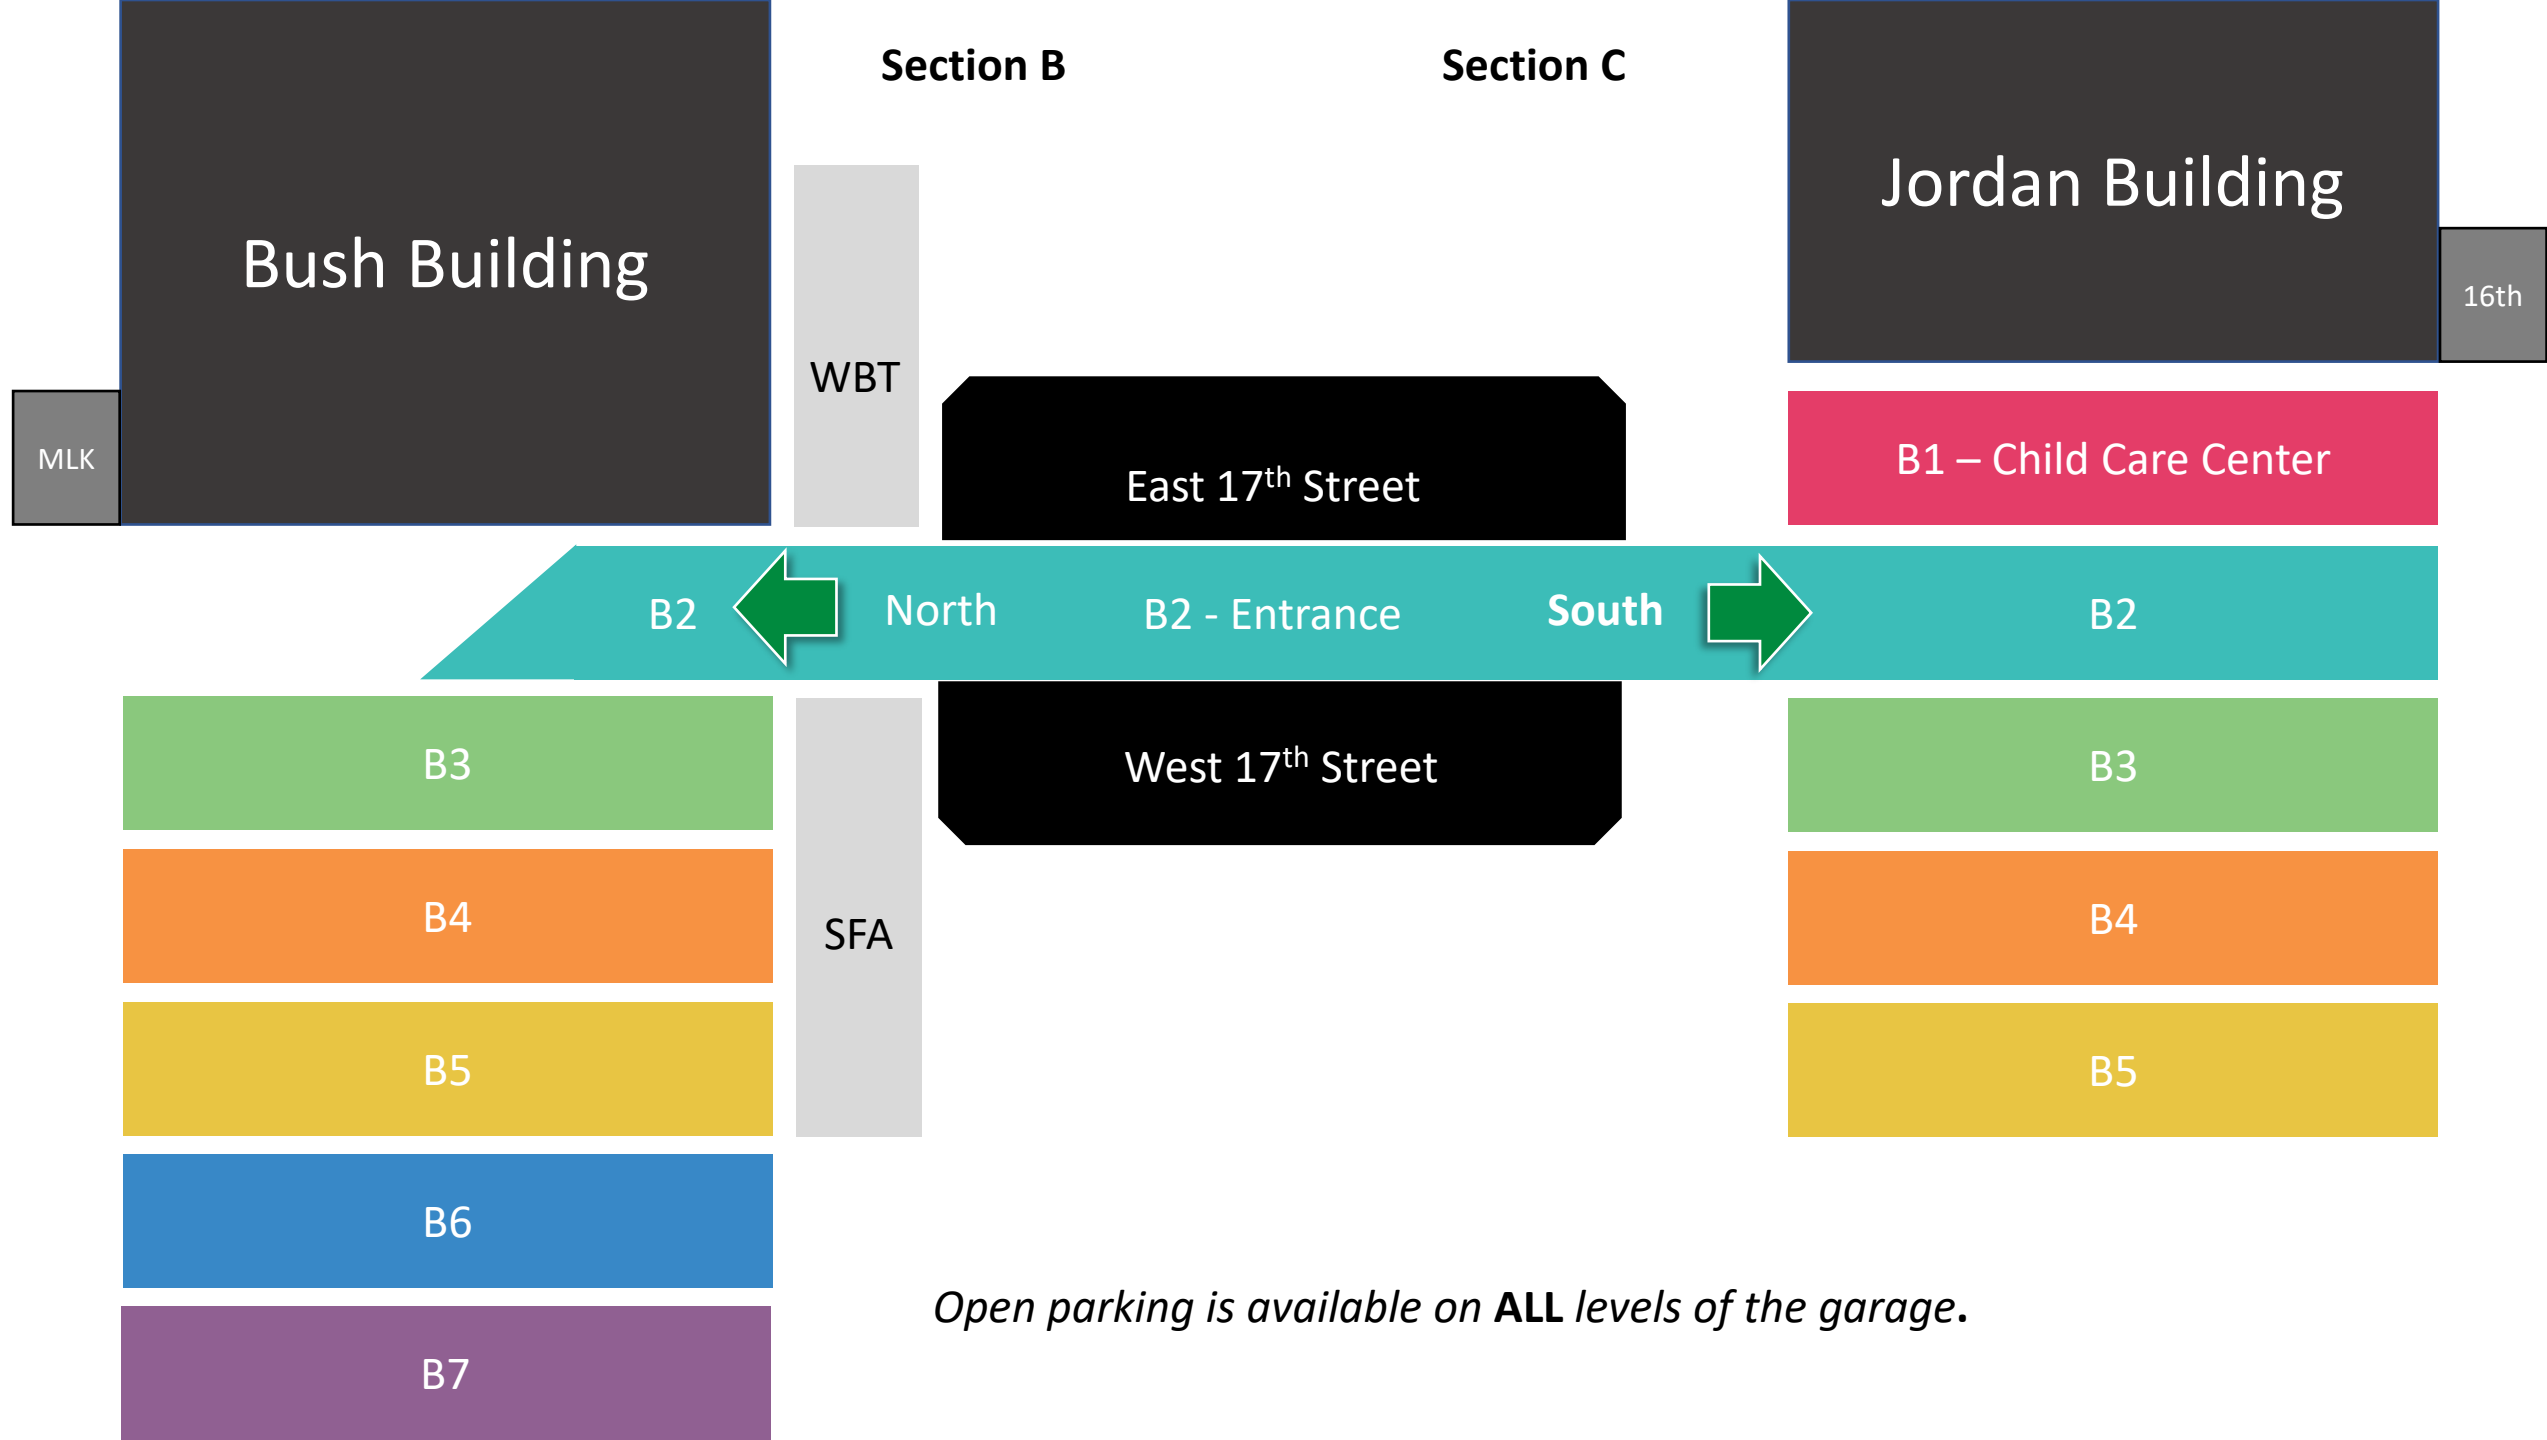 Section B
Section C
Bush Building
Jordan Building
16th
WBT
MLK
East 17th Street
B1 – Child Care Center
B2
North
B2 - Entrance
South
B2
B3
West 17th Street
B3
B4
SFA
B4
B5
B5
B6
Open parking is available on ALL levels of the garage.
B7